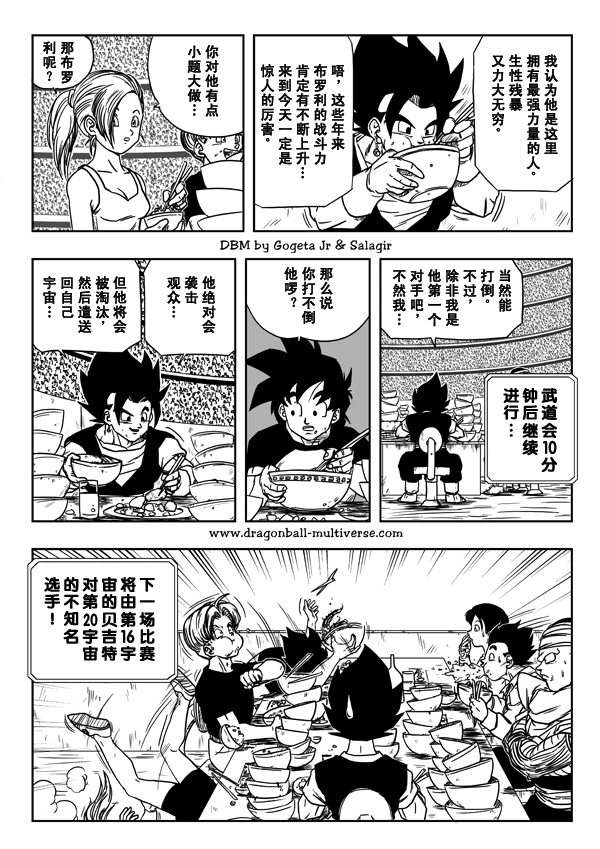 那布罗
利呢？
你对他有点
小题大做…
唔，这些年来
布罗利的战斗力
肯定有不断上升…
来到今天一定是
惊人的厉害。
我认为他是这里
拥有最强力量的人。
生性残暴
又力大无穷。
DBM by Gogeta Jr & Salagir
但他将会
被淘汰，
然后遣送
回自己
宇宙…
他绝对会
袭击
观众…
那么说
你打不倒
他啰？
当然能
打倒。
不过，
除非我是
他第一个
对手吧，
不然我…
武道会10分
钟后继续
进行…
www.dragonball-multiverse.com
下一场比赛
将由第16宇
宙的贝吉特
对第20宇宙
的不知名
选手！